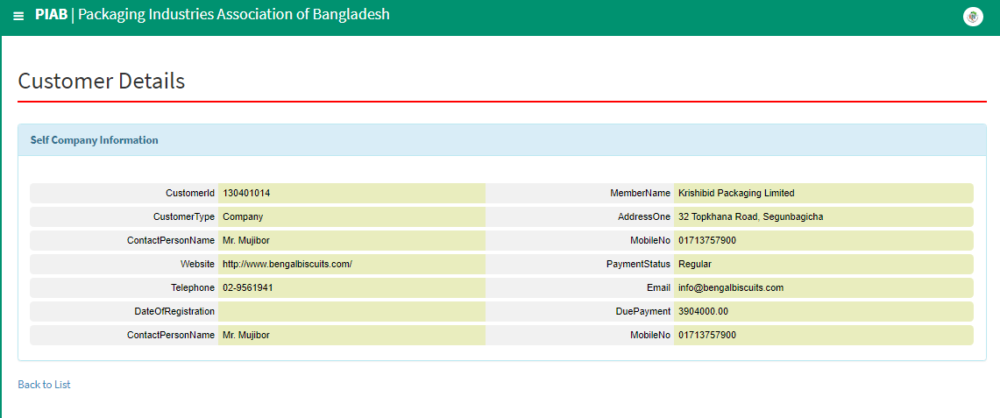 PIAB | Packaging Industries Association of Bangladesh
Customer Details
Self Company Information
CustomerId 130401014 MemberName Krishibid Packaging Limited
CustomerType Company AddressOne 32 Topkhana Road, Segunbagicha
ContactPersonName Mr. Mujibor MobileNo 01713757900
Website http://www.bengalbiscuits.com/ PaymentStatus Regular
Telephone 02-9561941 Email info@bengalbiscuits.com
DateOfRegistration DuePayment 3904000.00
ContactPersonName Mr. Mujibor MobileNo 01713757900
Back to List